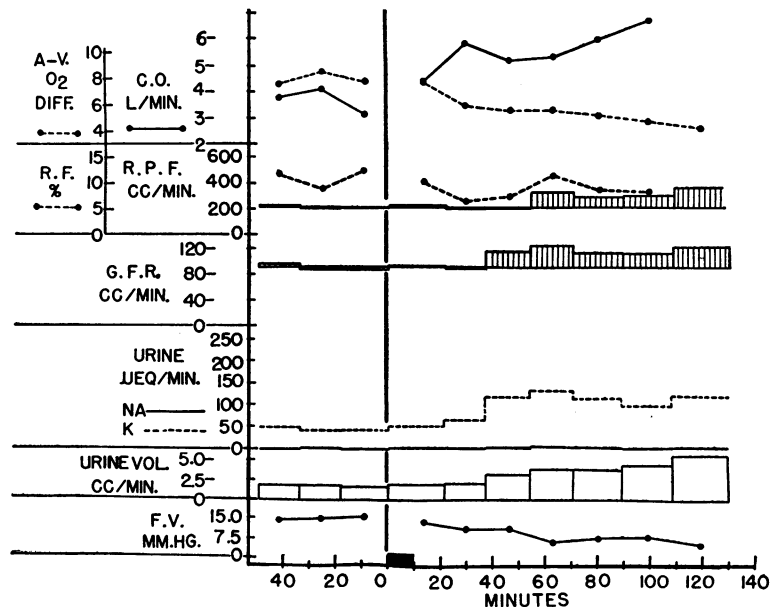 A-V.
O2
DIFF.
10
8
6
4
C.O.
L/MIN.
6
5
4
3
2
R.F.
%
15
10
5
0
R.P.F.
CC/MIN.
600
400
200
0
G.F.R.
CC/MIN.
120
80
40
0
URINE
µEQ/MIN.
NA
K
250
200
150
100
50
0
URINE VOL.
CC/MIN.
5.0
2.5
0
F.V.
MM.HG.
15.0
7.5
0
40 20 0 20 40 60 80 100 120 140
MINUTES